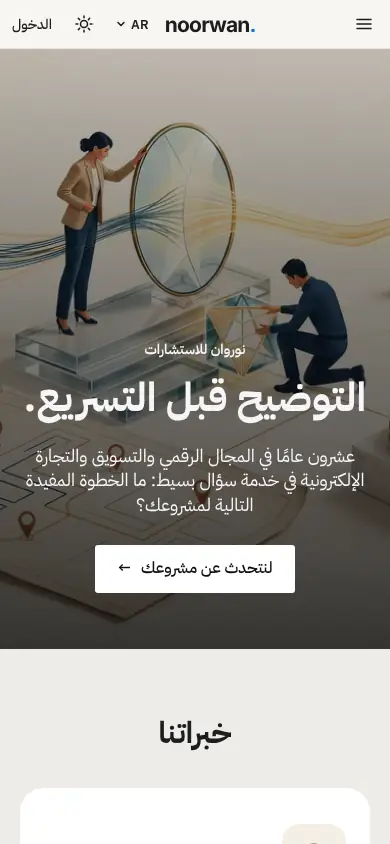 noorwan.
AR
الدخول
نوروان للاستشارات
التوضيح قبل التسريع.
عشرون عامًا في المجال الرقمي والتسويق والتجارة
الإلكترونية في خدمة سؤال بسيط: ما الخطوة المفيدة
التالية لمشروعك؟
لنتحدث عن مشروعك ←
خبراتنا